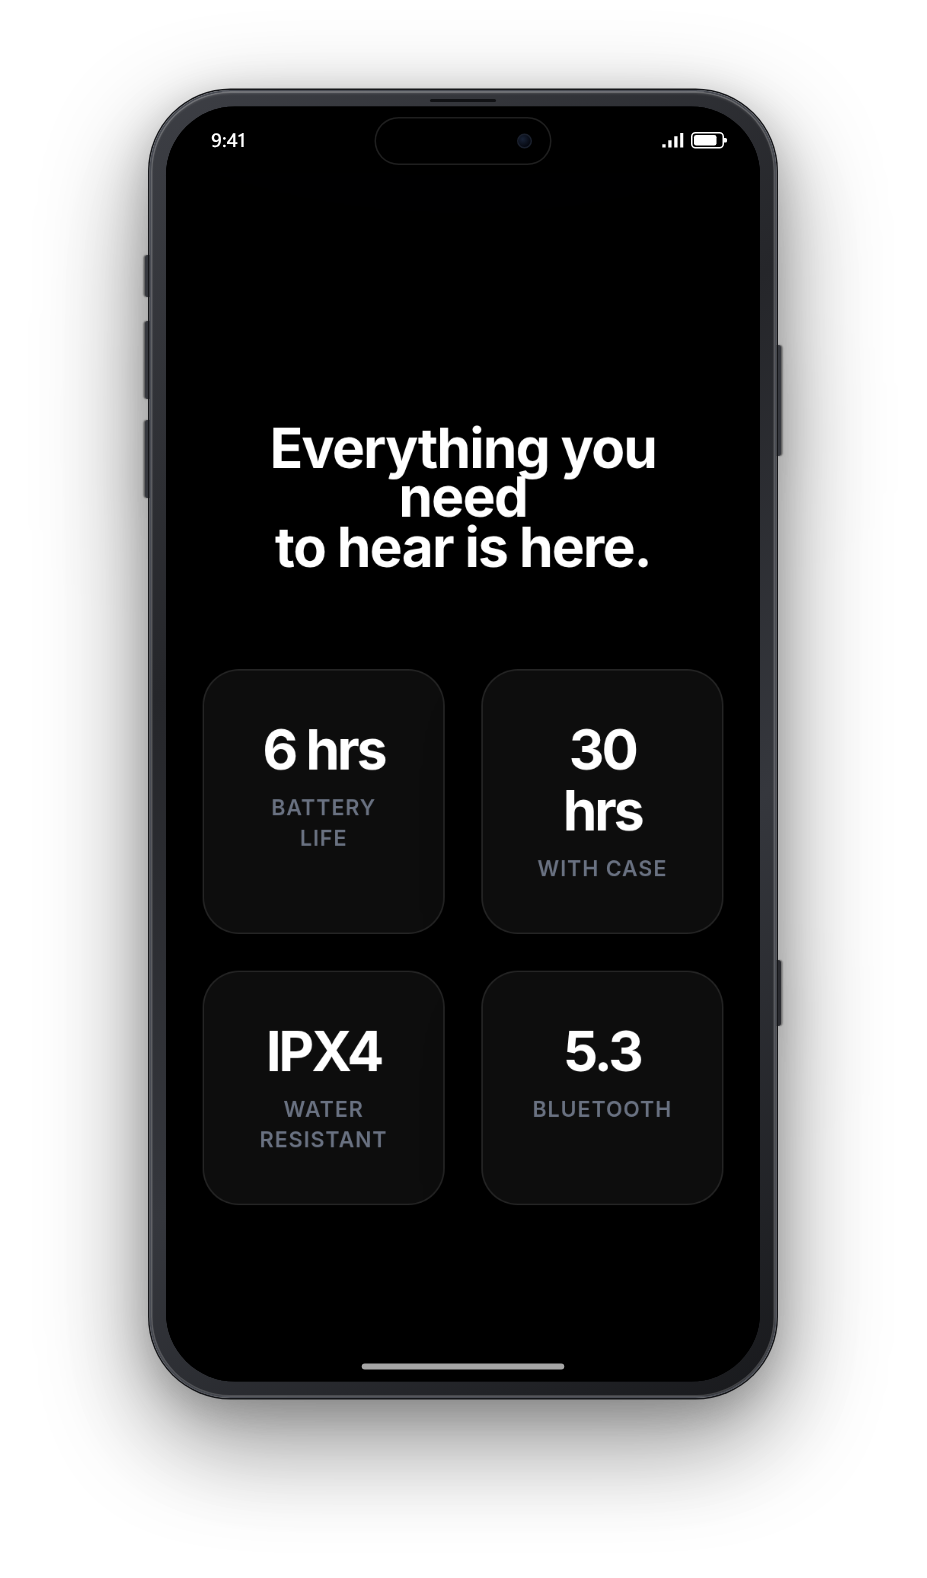 9:41
Everything you
need
to hear is here.
6 hrs
BATTERY
LIFE
30
hrs
WITH CASE
IPX4
WATER
RESISTANT
5.3
BLUETOOTH